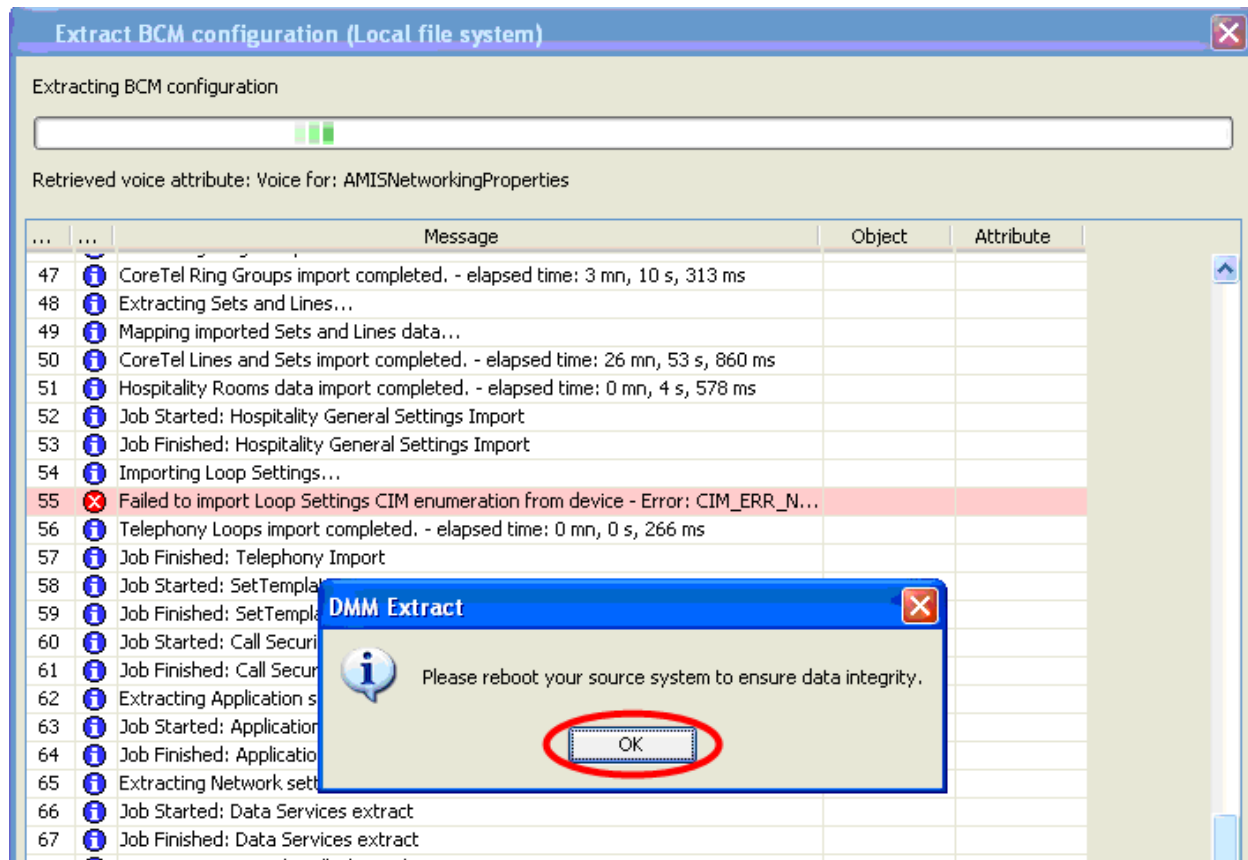 Extract BCM configuration (Local file system)
Extracting BCM configuration
Retrieved voice attribute: Voice for: AMISNetworkingProperties
... ... Message Object Attribute
47 CoreTel Ring Groups import completed. - elapsed time: 3 mn, 10 s, 313 ms
48 Extracting Sets and Lines...
49 Mapping imported Sets and Lines data...
50 CoreTel Lines and Sets import completed. - elapsed time: 26 mn, 53 s, 860 ms
51 Hospitality Rooms data import completed. - elapsed time: 0 mn, 4 s, 578 ms
52 Job Started: Hospitality General Settings Import
53 Job Finished: Hospitality General Settings Import
54 Importing Loop Settings...
55 Failed to import Loop Settings CIM enumeration from device - Error: CIM_ERR_N...
56 Telephony Loops import completed. - elapsed time: 0 mn, 0 s, 266 ms
57 Job Finished: Telephony Import
58 Job Started: SetTempla
59 Job Finished: SetTempla
60 Job Started: Call Securi
61 Job Finished: Call Secur
62 Extracting Application s
63 Job Started: Application
64 Job Finished: Applicatio
65 Extracting Network sett
66 Job Started: Data Services extract
67 Job Finished: Data Services extract
DMM Extract
Please reboot your source system to ensure data integrity.
OK